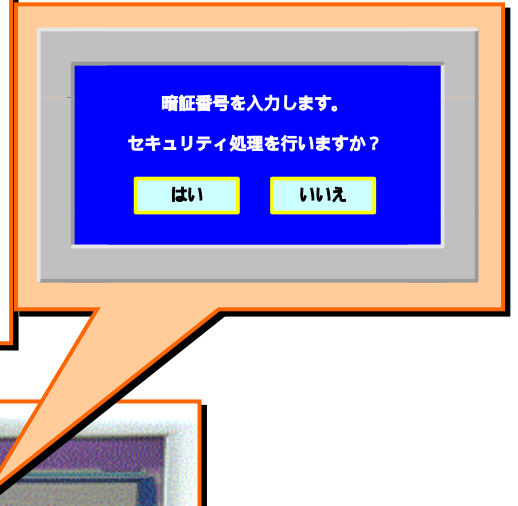 暗証番号を入力します。
セキュリティ処理を行いますか？
はい
いいえ